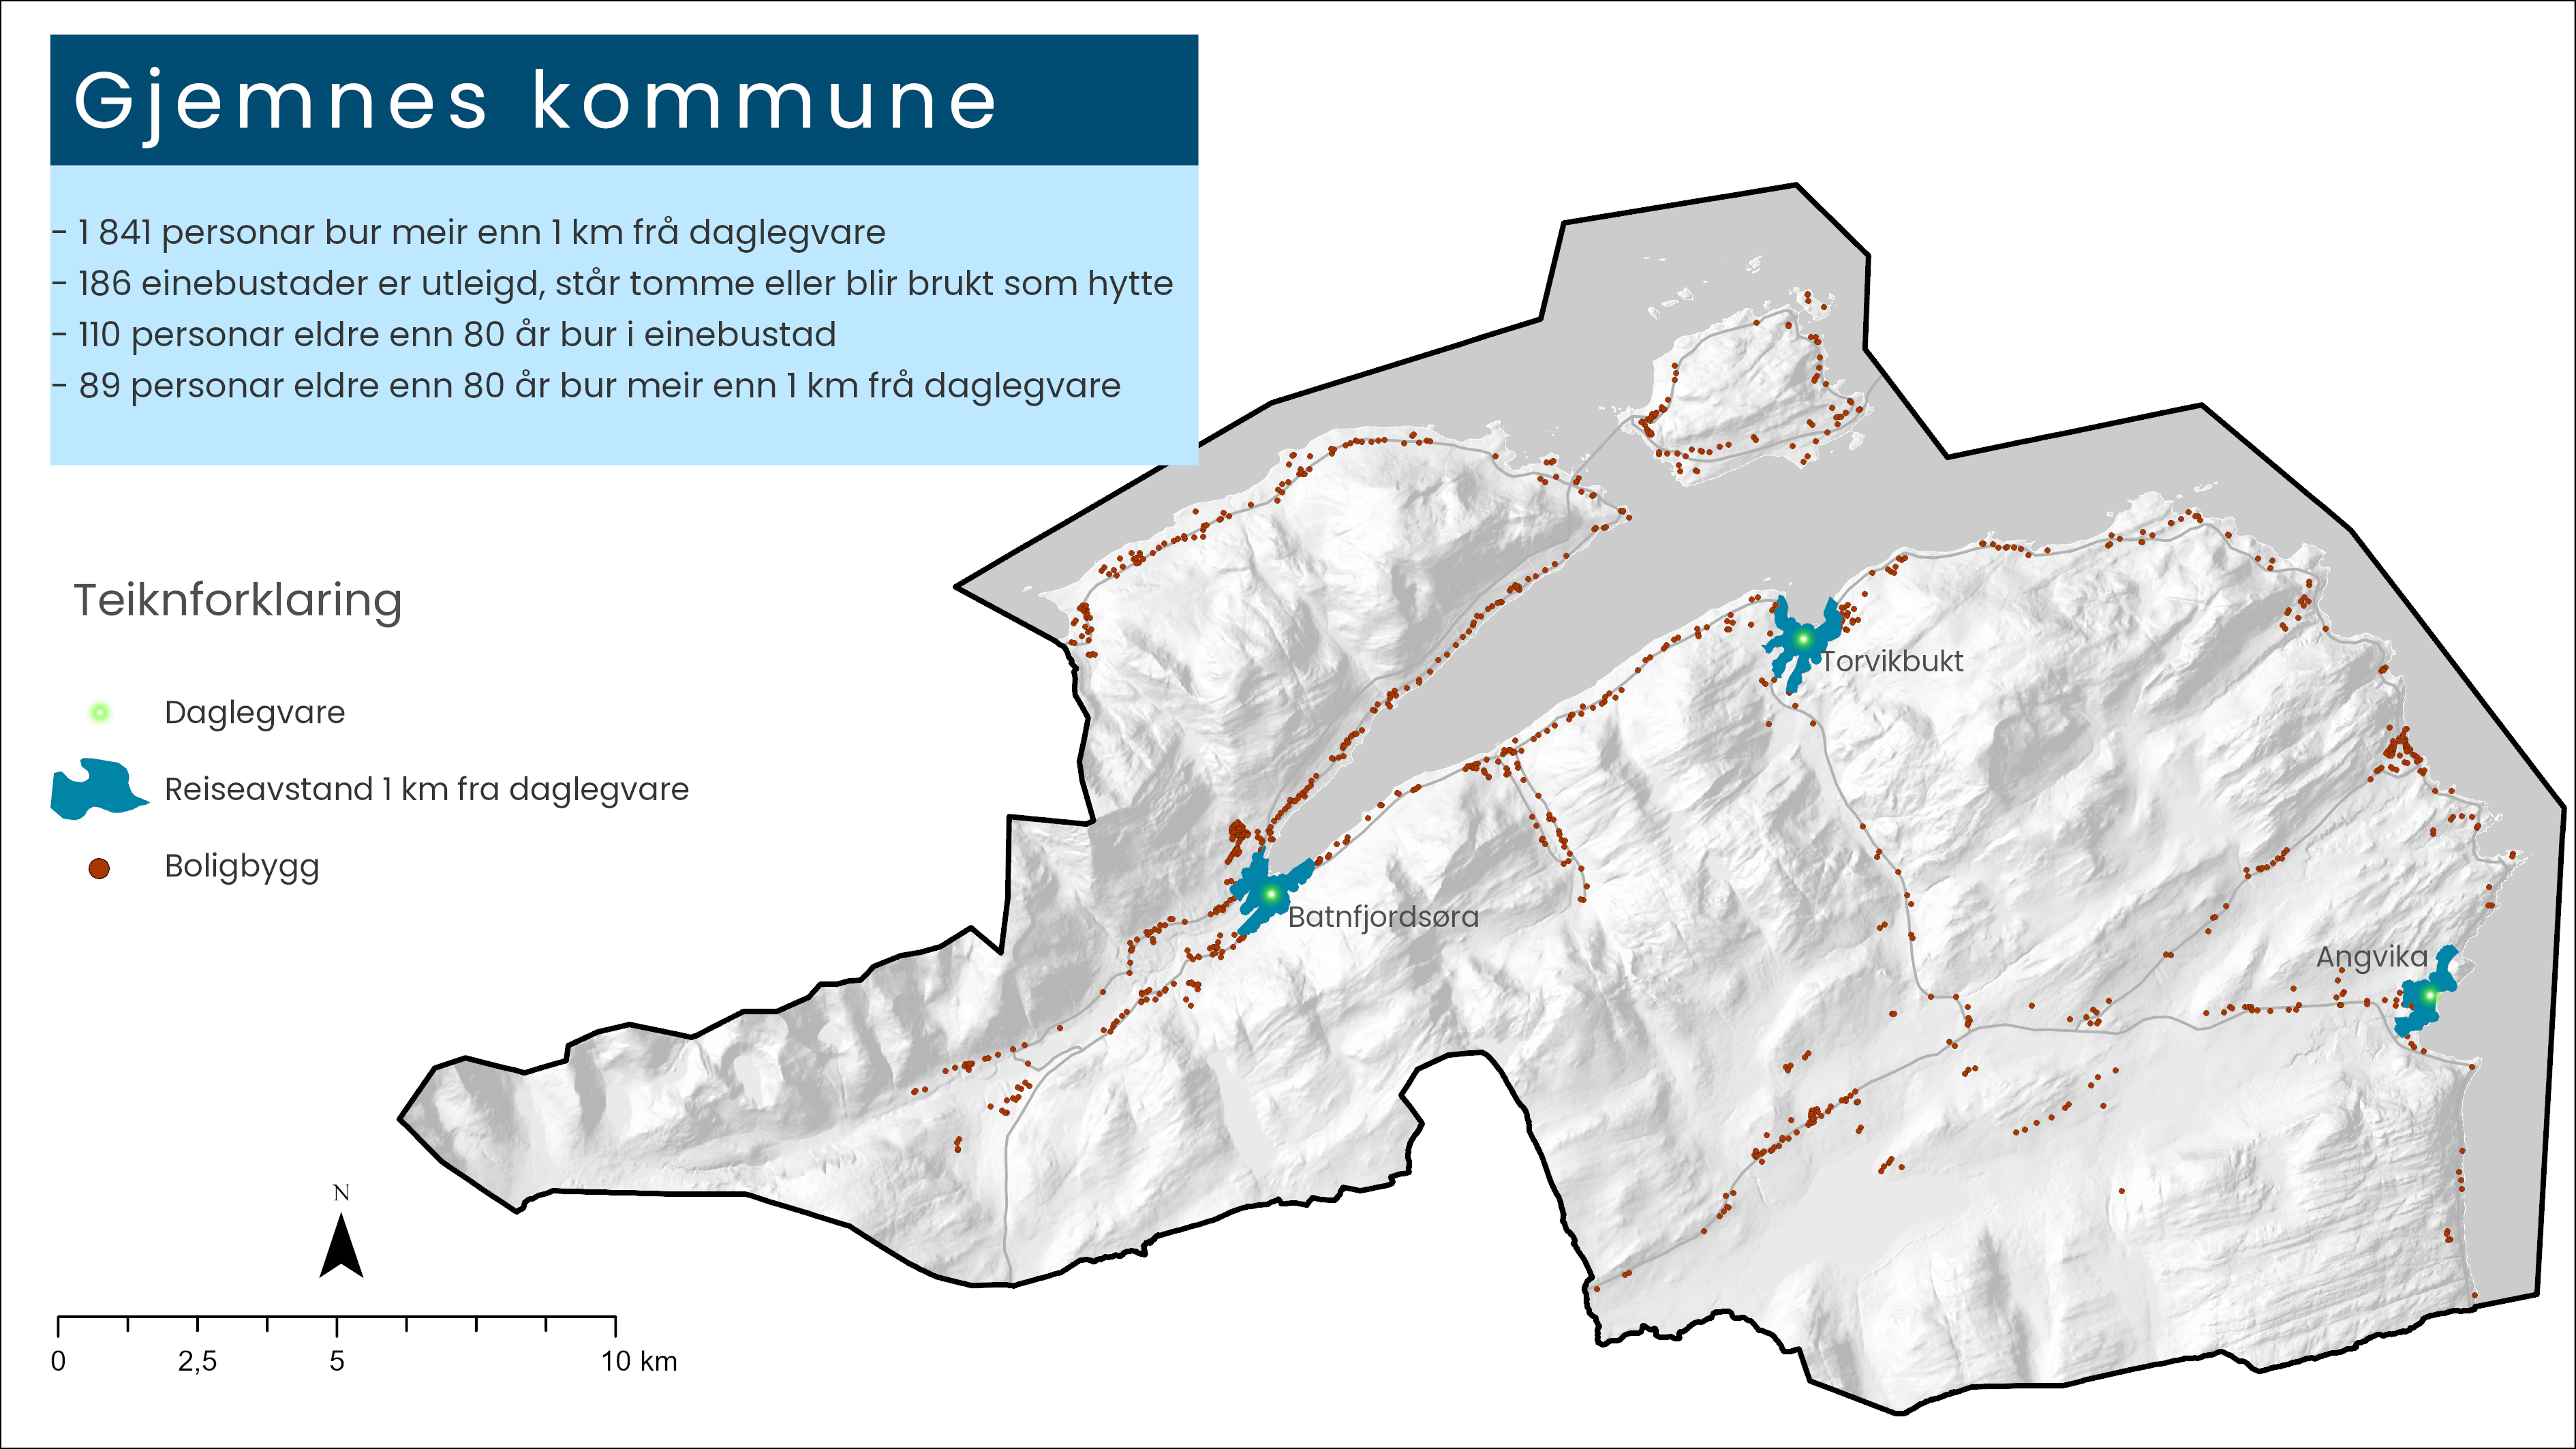 Gjemnes kommune
- 1 841 personar bur meir enn 1 km frå daglegvare
- 186 einebustader er utleigd, står tomme eller blir brukt som hytte
- 110 personar eldre enn 80 år bur i einebustad
- 89 personar eldre enn 80 år bur meir enn 1 km frå daglegvare
Teiknforklaring
Daglegvare
Reiseavstand 1 km fra daglegvare
Boligbygg
Torvikbukt
Batnfjordsøra
Angvika
N
0 2,5 5 10 km